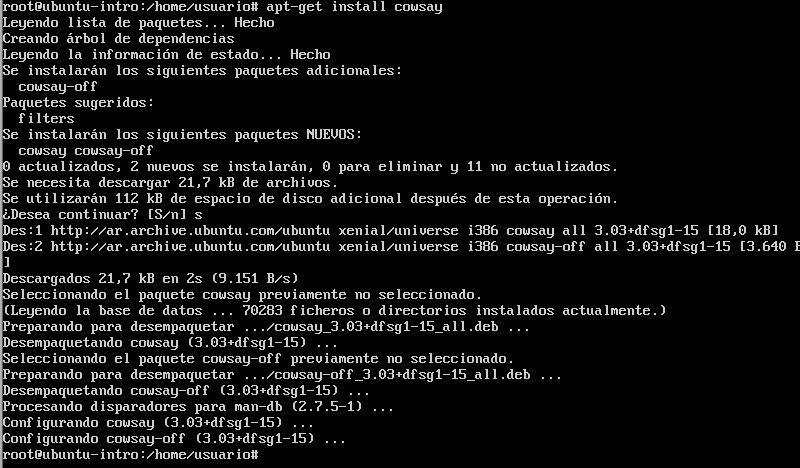 root@ubuntu-intro:/home/usuario# apt-get install cowsay
Leyendo lista de paquetes... Hecho
Creando árbol de dependencias
Leyendo la información de estado... Hecho
Se instalarán los siguientes paquetes adicionales:
  cowsay-off
Paquetes sugeridos:
  filters
Se instalarán los siguientes paquetes NUEVOS:
  cowsay cowsay-off
0 actualizados, 2 nuevos se instalarán, 0 para eliminar y 11 no actualizados.
Se necesita descargar 21,7 kB de archivos.
Se utilizarán 112 kB de espacio de disco adicional después de esta operación.
¿Desea continuar? [S/n] s
Des:1 http://ar.archive.ubuntu.com/ubuntu xenial/universe i386 cowsay all 3.03+dfsg1-15 [18,0 kB]
Des:2 http://ar.archive.ubuntu.com/ubuntu xenial/universe i386 cowsay-off all 3.03+dfsg1-15 [3.640 B
]
Descargados 21,7 kB en 2s (9.151 B/s)
Seleccionando el paquete cowsay previamente no seleccionado.
(Leyendo la base de datos ... 70283 ficheros o directorios instalados actualmente.)
Preparando para desempaquetar .../cowsay_3.03+dfsg1-15_all.deb ...
Desempaquetando cowsay (3.03+dfsg1-15) ...
Seleccionando el paquete cowsay-off previamente no seleccionado.
Preparando para desempaquetar .../cowsay-off_3.03+dfsg1-15_all.deb ...
Desempaquetando cowsay-off (3.03+dfsg1-15) ...
Procesando disparadores para man-db (2.7.5-1) ...
Configurando cowsay (3.03+dfsg1-15) ...
Configurando cowsay-off (3.03+dfsg1-15) ...
root@ubuntu-intro:/home/usuario#